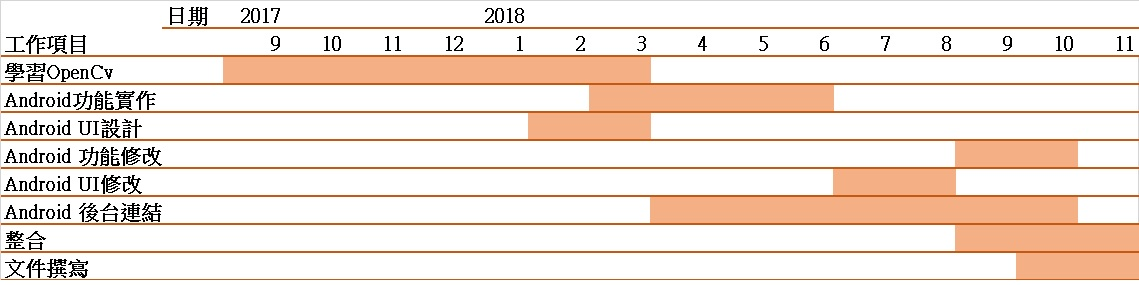 日期 2017 2018
工作項目 9 10 11 12 1 2 3 4 5 6 7 8 9 10 11
學習OpenCv
Android功能實作
Android UI設計
Android 功能修改
Android UI修改
Android 後台連結
整合
文件撰寫